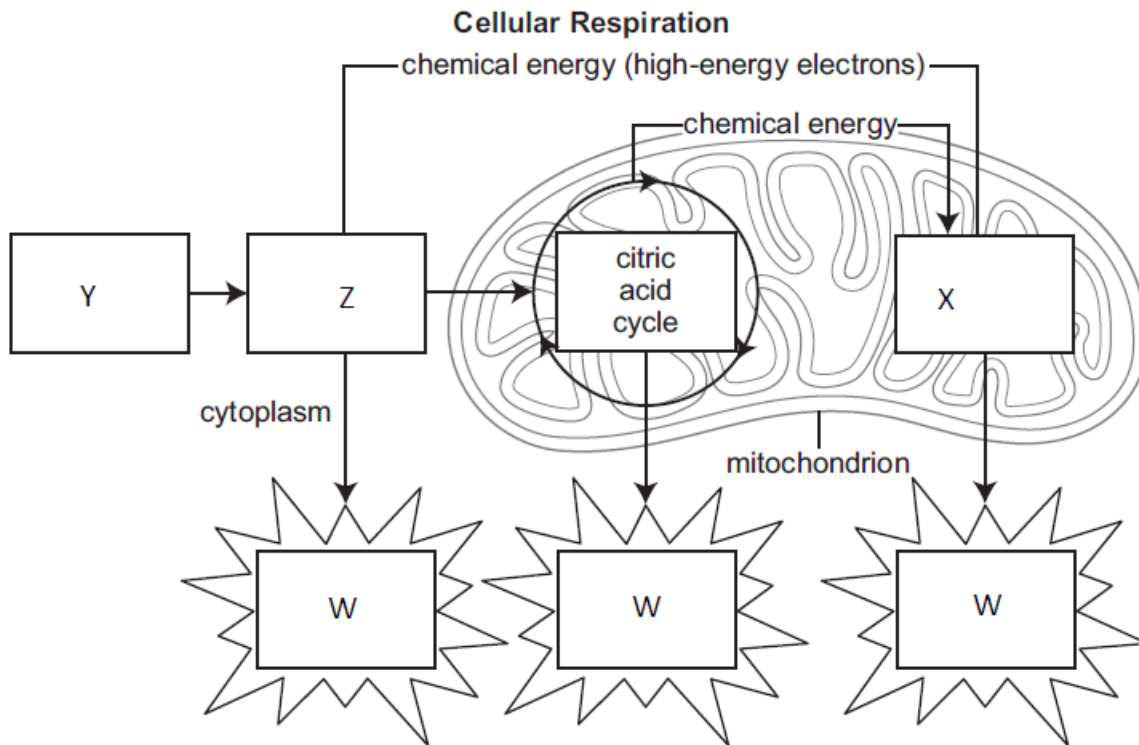 Cellular Respiration
chemical energy (high-energy electrons)
chemical energy
Y
Z
citric
acid
cycle
X
cytoplasm
mitochondrion
W
W
W